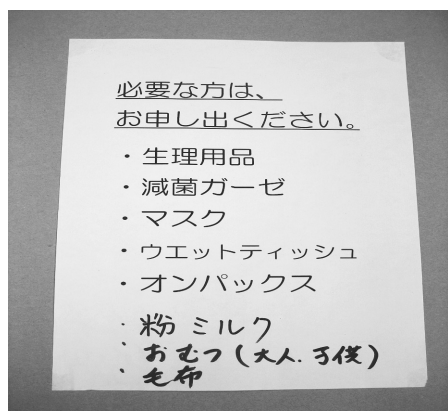 必要な方は、
お申し出ください。
・生理用品
・減菌ガーゼ
・マスク
・ウエットティッシュ
・オンパックス
・粉ミルク
・おむつ(大人.子供)
・毛布